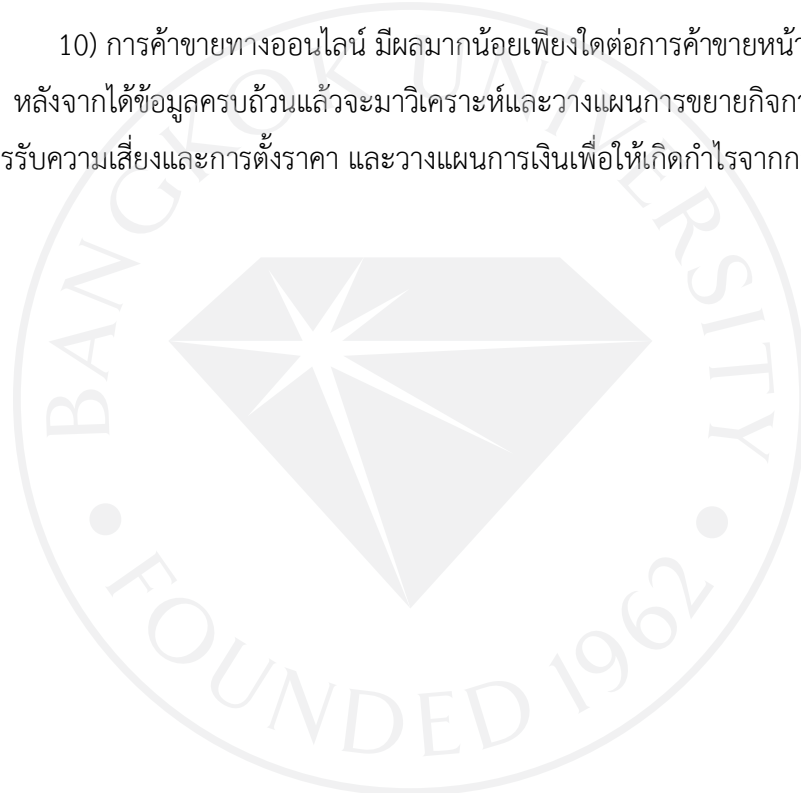 10) การค้าขายทางออนไลน์ มีผลมากน้อยเพียงใดต่อการค้าขายหน้า
หลังจากได้ข้อมูลครบถ้วนแล้วจะมาวิเคราะห์และวางแผนการขยายกิจกา
รรับความเสี่ยงและการตั้งราคา และวางแผนการเงินเพื่อให้เกิดกำไรจากก
BANGKOK UNIVERSITY
FOUNDED 1962